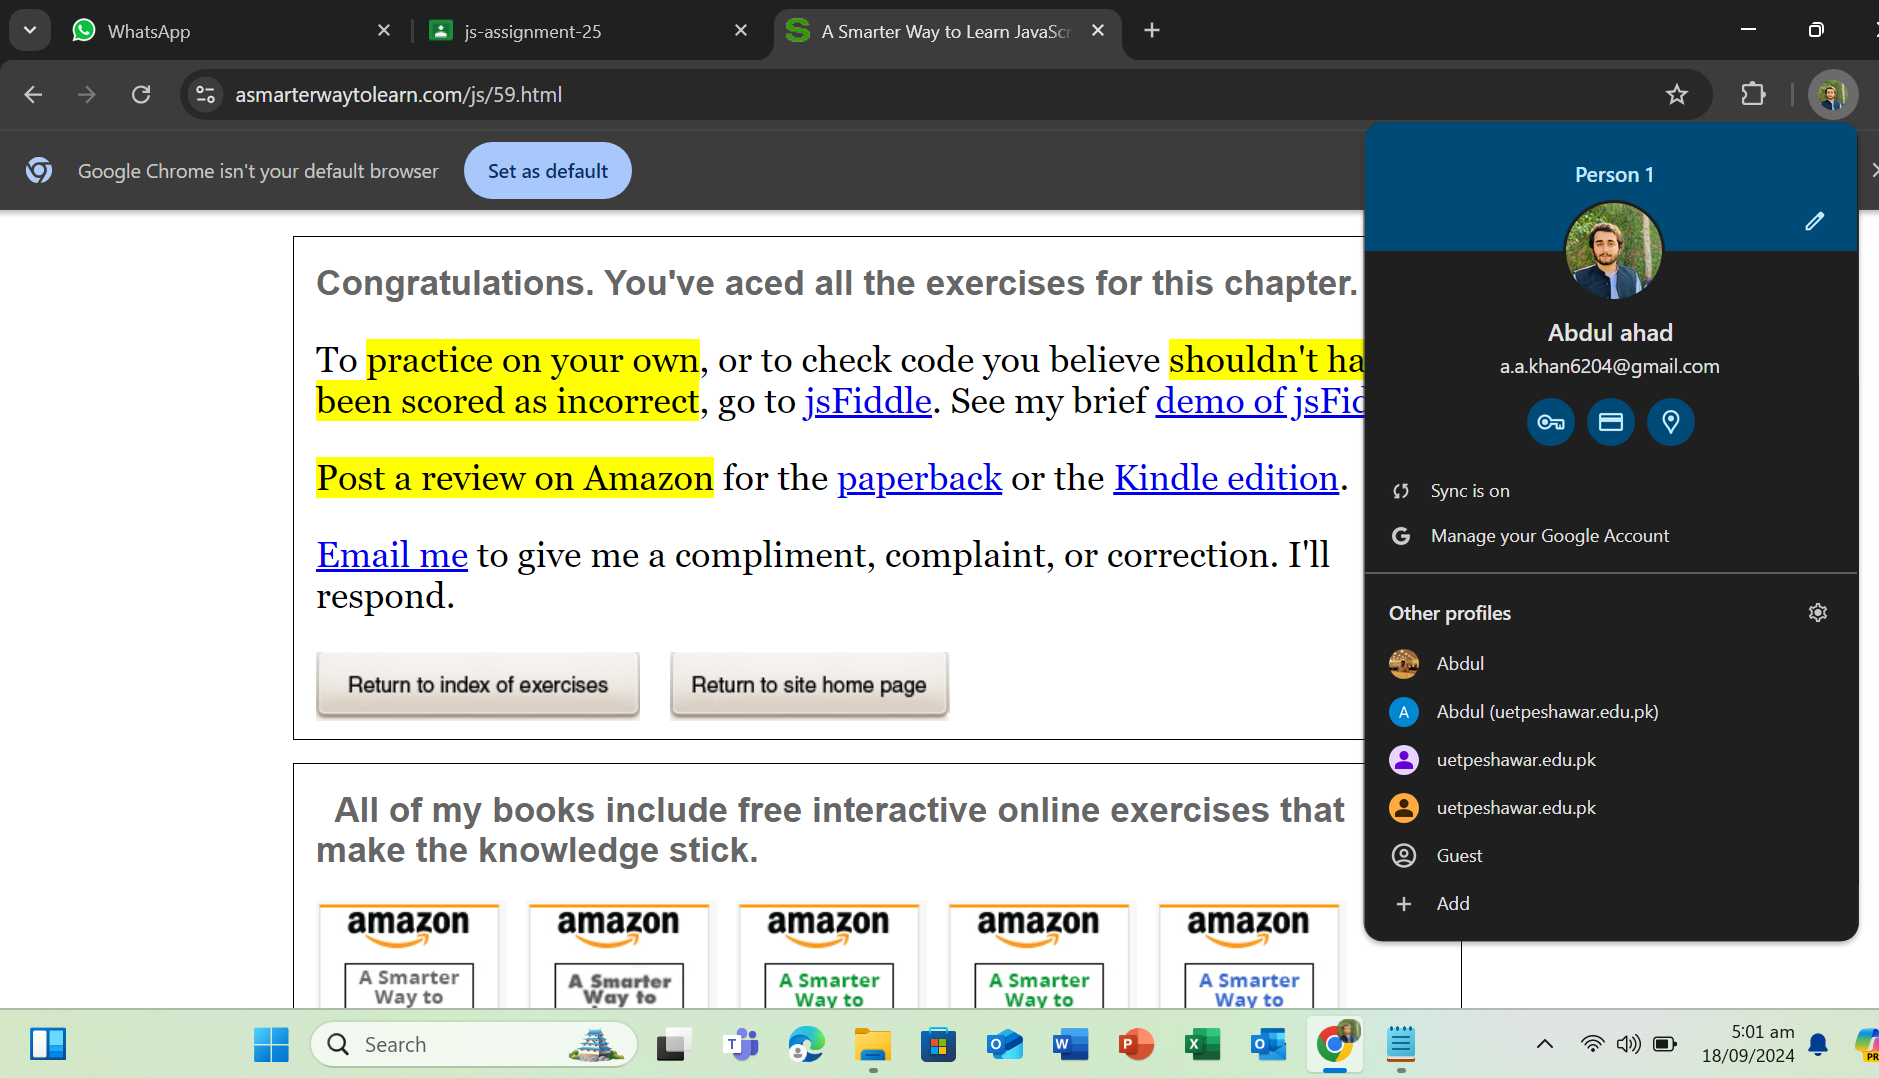 WhatsApp
js-assignment-25
A Smarter Way to Learn JavaScr
asmarterwaytolearn.com/js/59.html
Google Chrome isn't your default browser
Set as default
Congratulations. You've aced all the exercises for this chapter.
To practice on your own, or to check code you believe shouldn't ha
been scored as incorrect, go to jsFiddle. See my brief demo of jsFid
Post a review on Amazon for the paperback or the Kindle edition.
Email me to give me a compliment, complaint, or correction. I'll
respond.
Return to index of exercises
Return to site home page
All of my books include free interactive online exercises that
make the knowledge stick.
amazon
A Smarter
Way to
amazon
A Smarter
Way to
amazon
A Smarter
Way to
amazon
A Smarter
Way to
amazon
A Smarter
Way to
Person 1
Abdul ahad
a.a.khan6204@gmail.com
Sync is on
Manage your Google Account
Other profiles
Abdul
A
Abdul (uetpeshawar.edu.pk)
uetpeshawar.edu.pk
uetpeshawar.edu.pk
Guest
Add
Search
5:01 am
18/09/2024
PRE